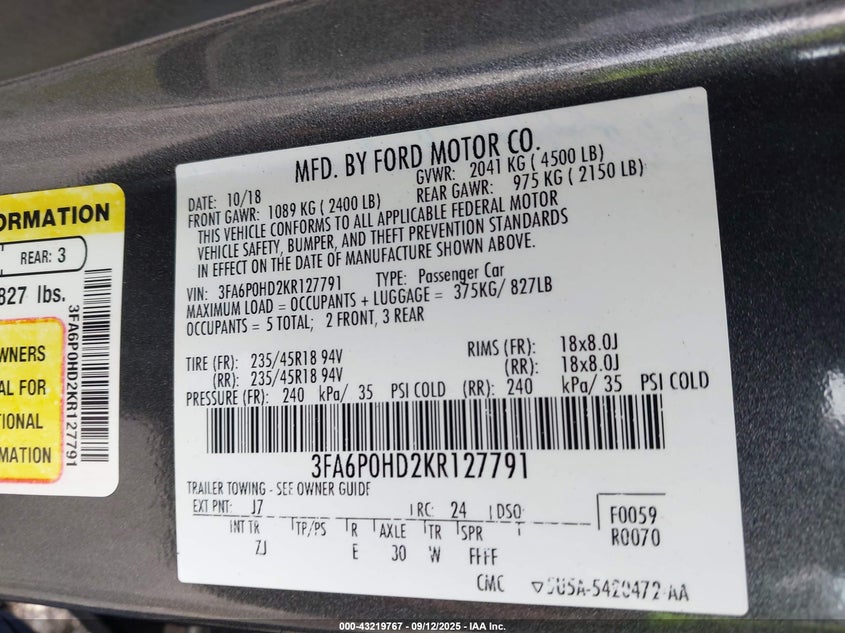 ORMATION
REAR: 3
827 lbs.
WNERS
AL FOR
TIONAL
MATION
3FA6P0HD2KR127791
MFD. BY FORD MOTOR CO.
DATE: 10/18 GVWR: 2041 KG ( 4500 LB)
FRONT GAWR: 1089 KG ( 2400 LB) REAR GAWR: 975 KG ( 2150 LB)
THIS VEHICLE CONFORMS TO ALL APPLICABLE FEDERAL MOTOR
VEHICLE SAFETY, BUMPER, AND THEFT PREVENTION STANDARDS
IN EFFECT ON THE DATE OF MANUFACTURE SHOWN ABOVE.
VIN: 3FA6P0HD2KR127791 TYPE: Passenger Car
MAXIMUM LOAD = OCCUPANTS + LUGGAGE = 375KG/ 827LB
OCCUPANTS = 5 TOTAL; 2 FRONT, 3 REAR
TIRE (FR): 235/45R18 94V RIMS (FR): 18x8.0J
(RR): 235/45R18 94V (RR): 18x8.0J
PRESSURE (FR): 240 kPa/ 35 PSI COLD (RR): 240 kPa/ 35 PSI COLD
3FA6P0HD2KR127791
TRAILER TOWING - SEE OWNER GUIDE
EXT PNT: J7 RC: 24 DSO: F0059
INT TR TP/PS R AXLE TR SPR R0070
ZJ E 30 W FFFF
CMC 5U5A-5420472-AA
000-43219767 - 09/12/2025 - IAA Inc.